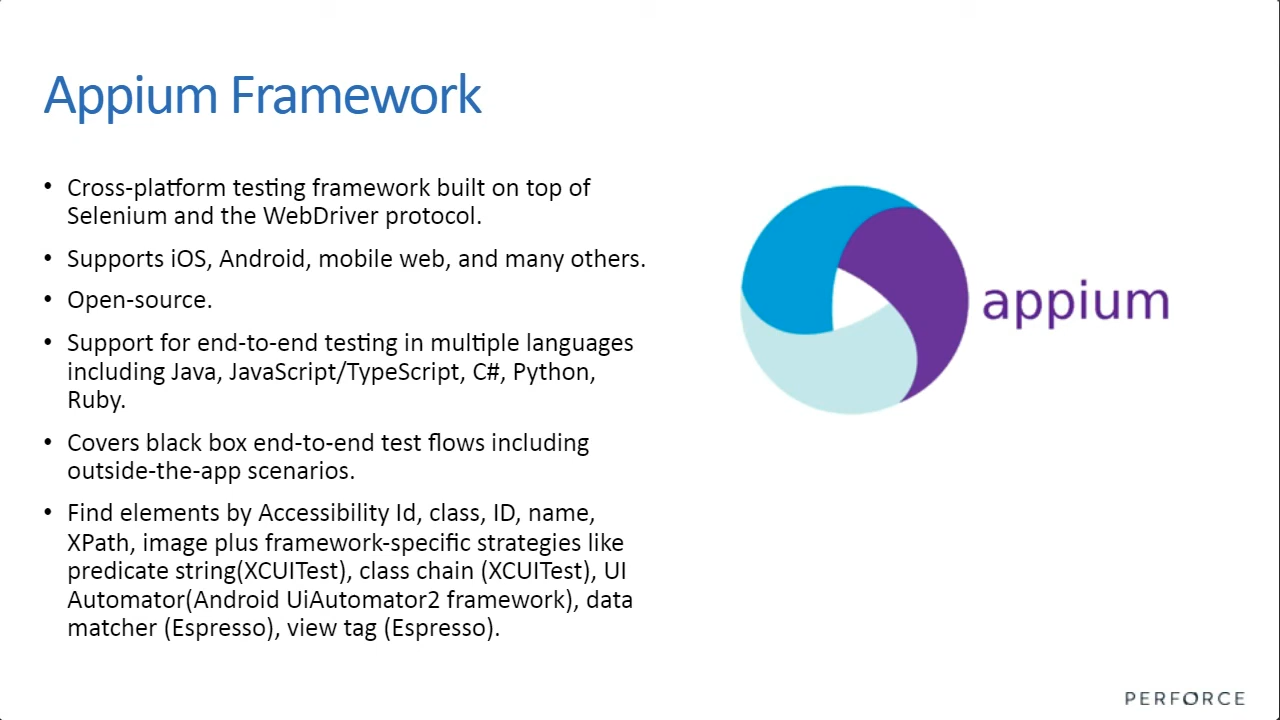 Appium Framework
• Cross-platform testing framework built on top of
Selenium and the WebDriver protocol.
• Supports iOS, Android, mobile web, and many others.
• Open-source.
• Support for end-to-end testing in multiple languages
including Java, JavaScript/TypeScript, C#, Python,
Ruby.
• Covers black box end-to-end test flows including
outside-the-app scenarios.
• Find elements by Accessibility Id, class, ID, name,
XPath, image plus framework-specific strategies like
predicate string(XCUITest), class chain (XCUITest), UI
Automator(Android UiAutomator2 framework), data
matcher (Espresso), view tag (Espresso).
appium
PERFORCE